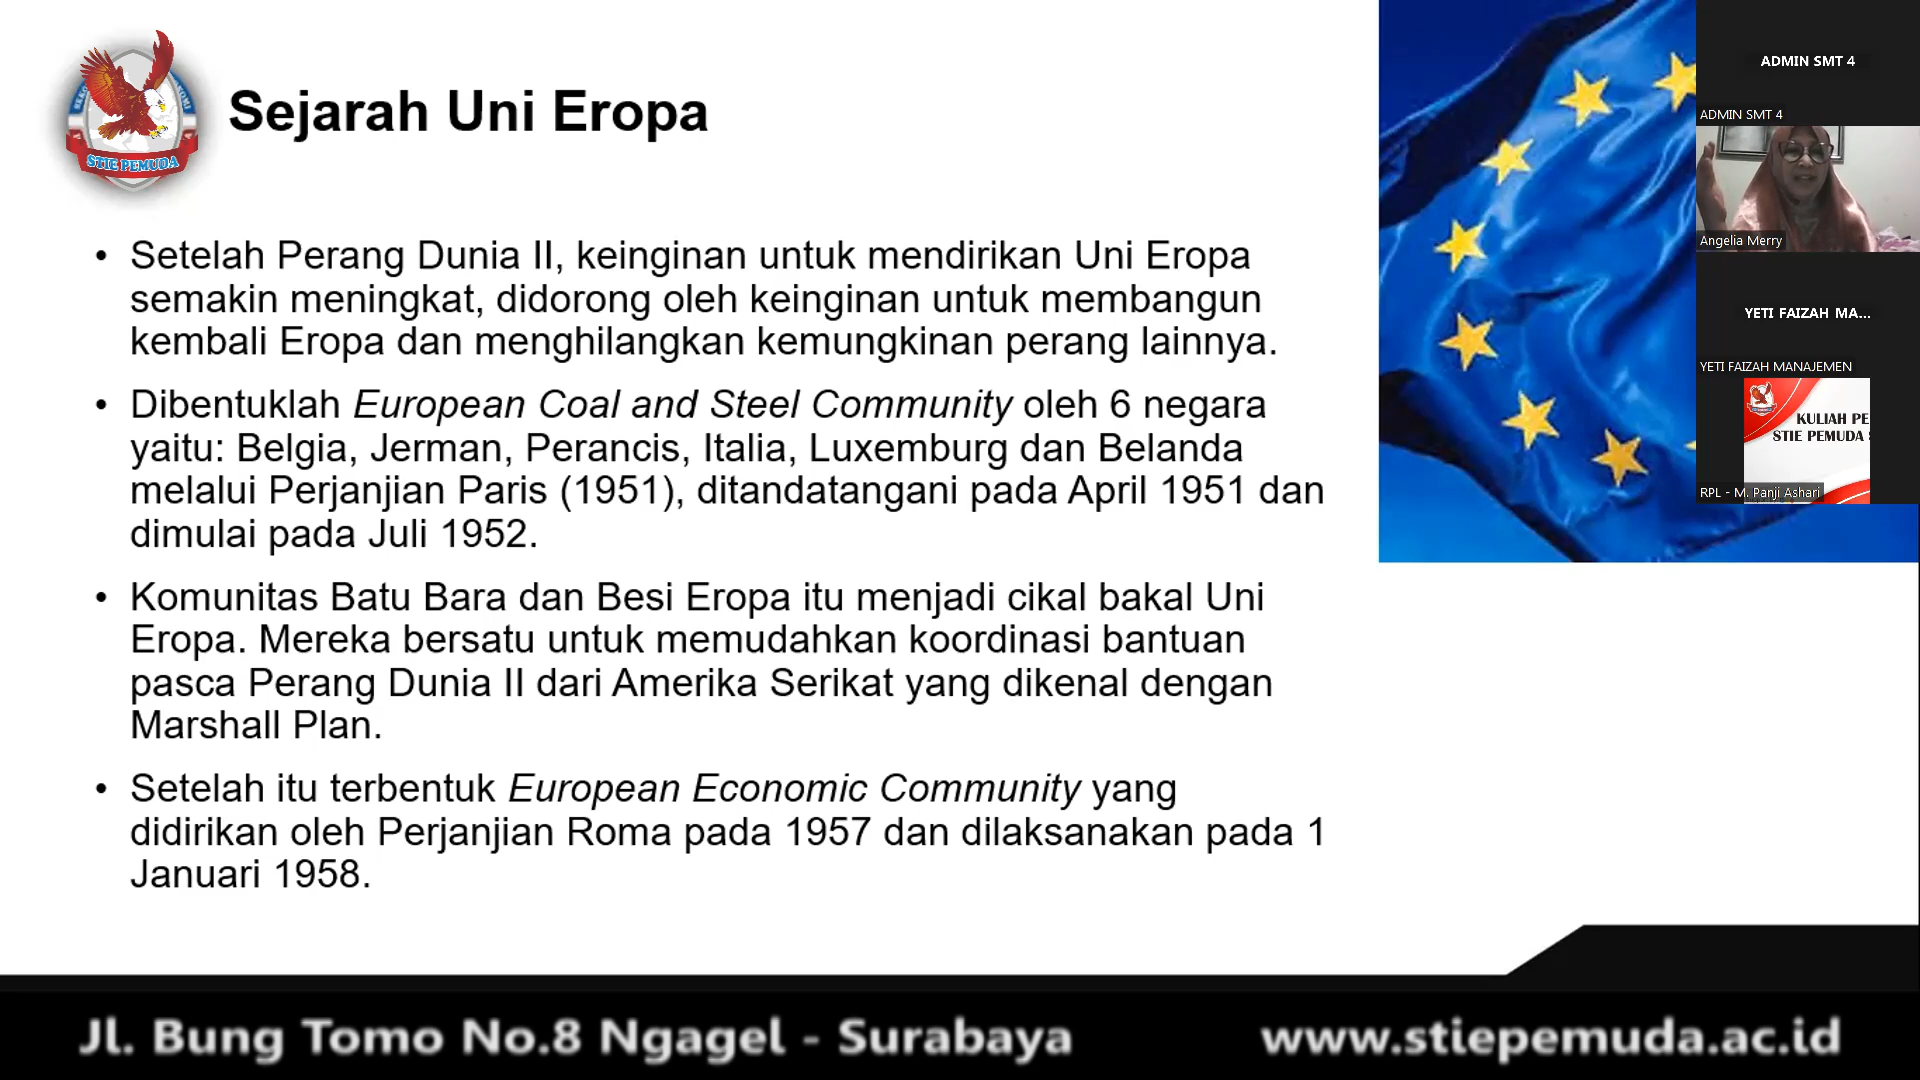 STIE PEMUDA
Sejarah Uni Eropa
• Setelah Perang Dunia II, keinginan untuk mendirikan Uni Eropa
semakin meningkat, didorong oleh keinginan untuk membangun
kembali Eropa dan menghilangkan kemungkinan perang lainnya.
• Dibentuklah European Coal and Steel Community oleh 6 negara
yaitu: Belgia, Jerman, Perancis, Italia, Luxemburg dan Belanda
melalui Perjanjian Paris (1951), ditandatangani pada April 1951 dan
dimulai pada Juli 1952.
• Komunitas Batu Bara dan Besi Eropa itu menjadi cikal bakal Uni
Eropa. Mereka bersatu untuk memudahkan koordinasi bantuan
pasca Perang Dunia II dari Amerika Serikat yang dikenal dengan
Marshall Plan.
• Setelah itu terbentuk European Economic Community yang
didirikan oleh Perjanjian Roma pada 1957 dan dilaksanakan pada 1
Januari 1958.
ADMIN SMT 4
ADMIN SMT 4
Angelia Merry
YETI FAIZAH MA...
YETI FAIZAH MANAJEMEN
KULIAH PE
STIE PEMUDA
RPL - M. Panji Ashari
Jl. Bung Tomo No.8 Ngagel - Surabaya
www.stiepemuda.ac.id